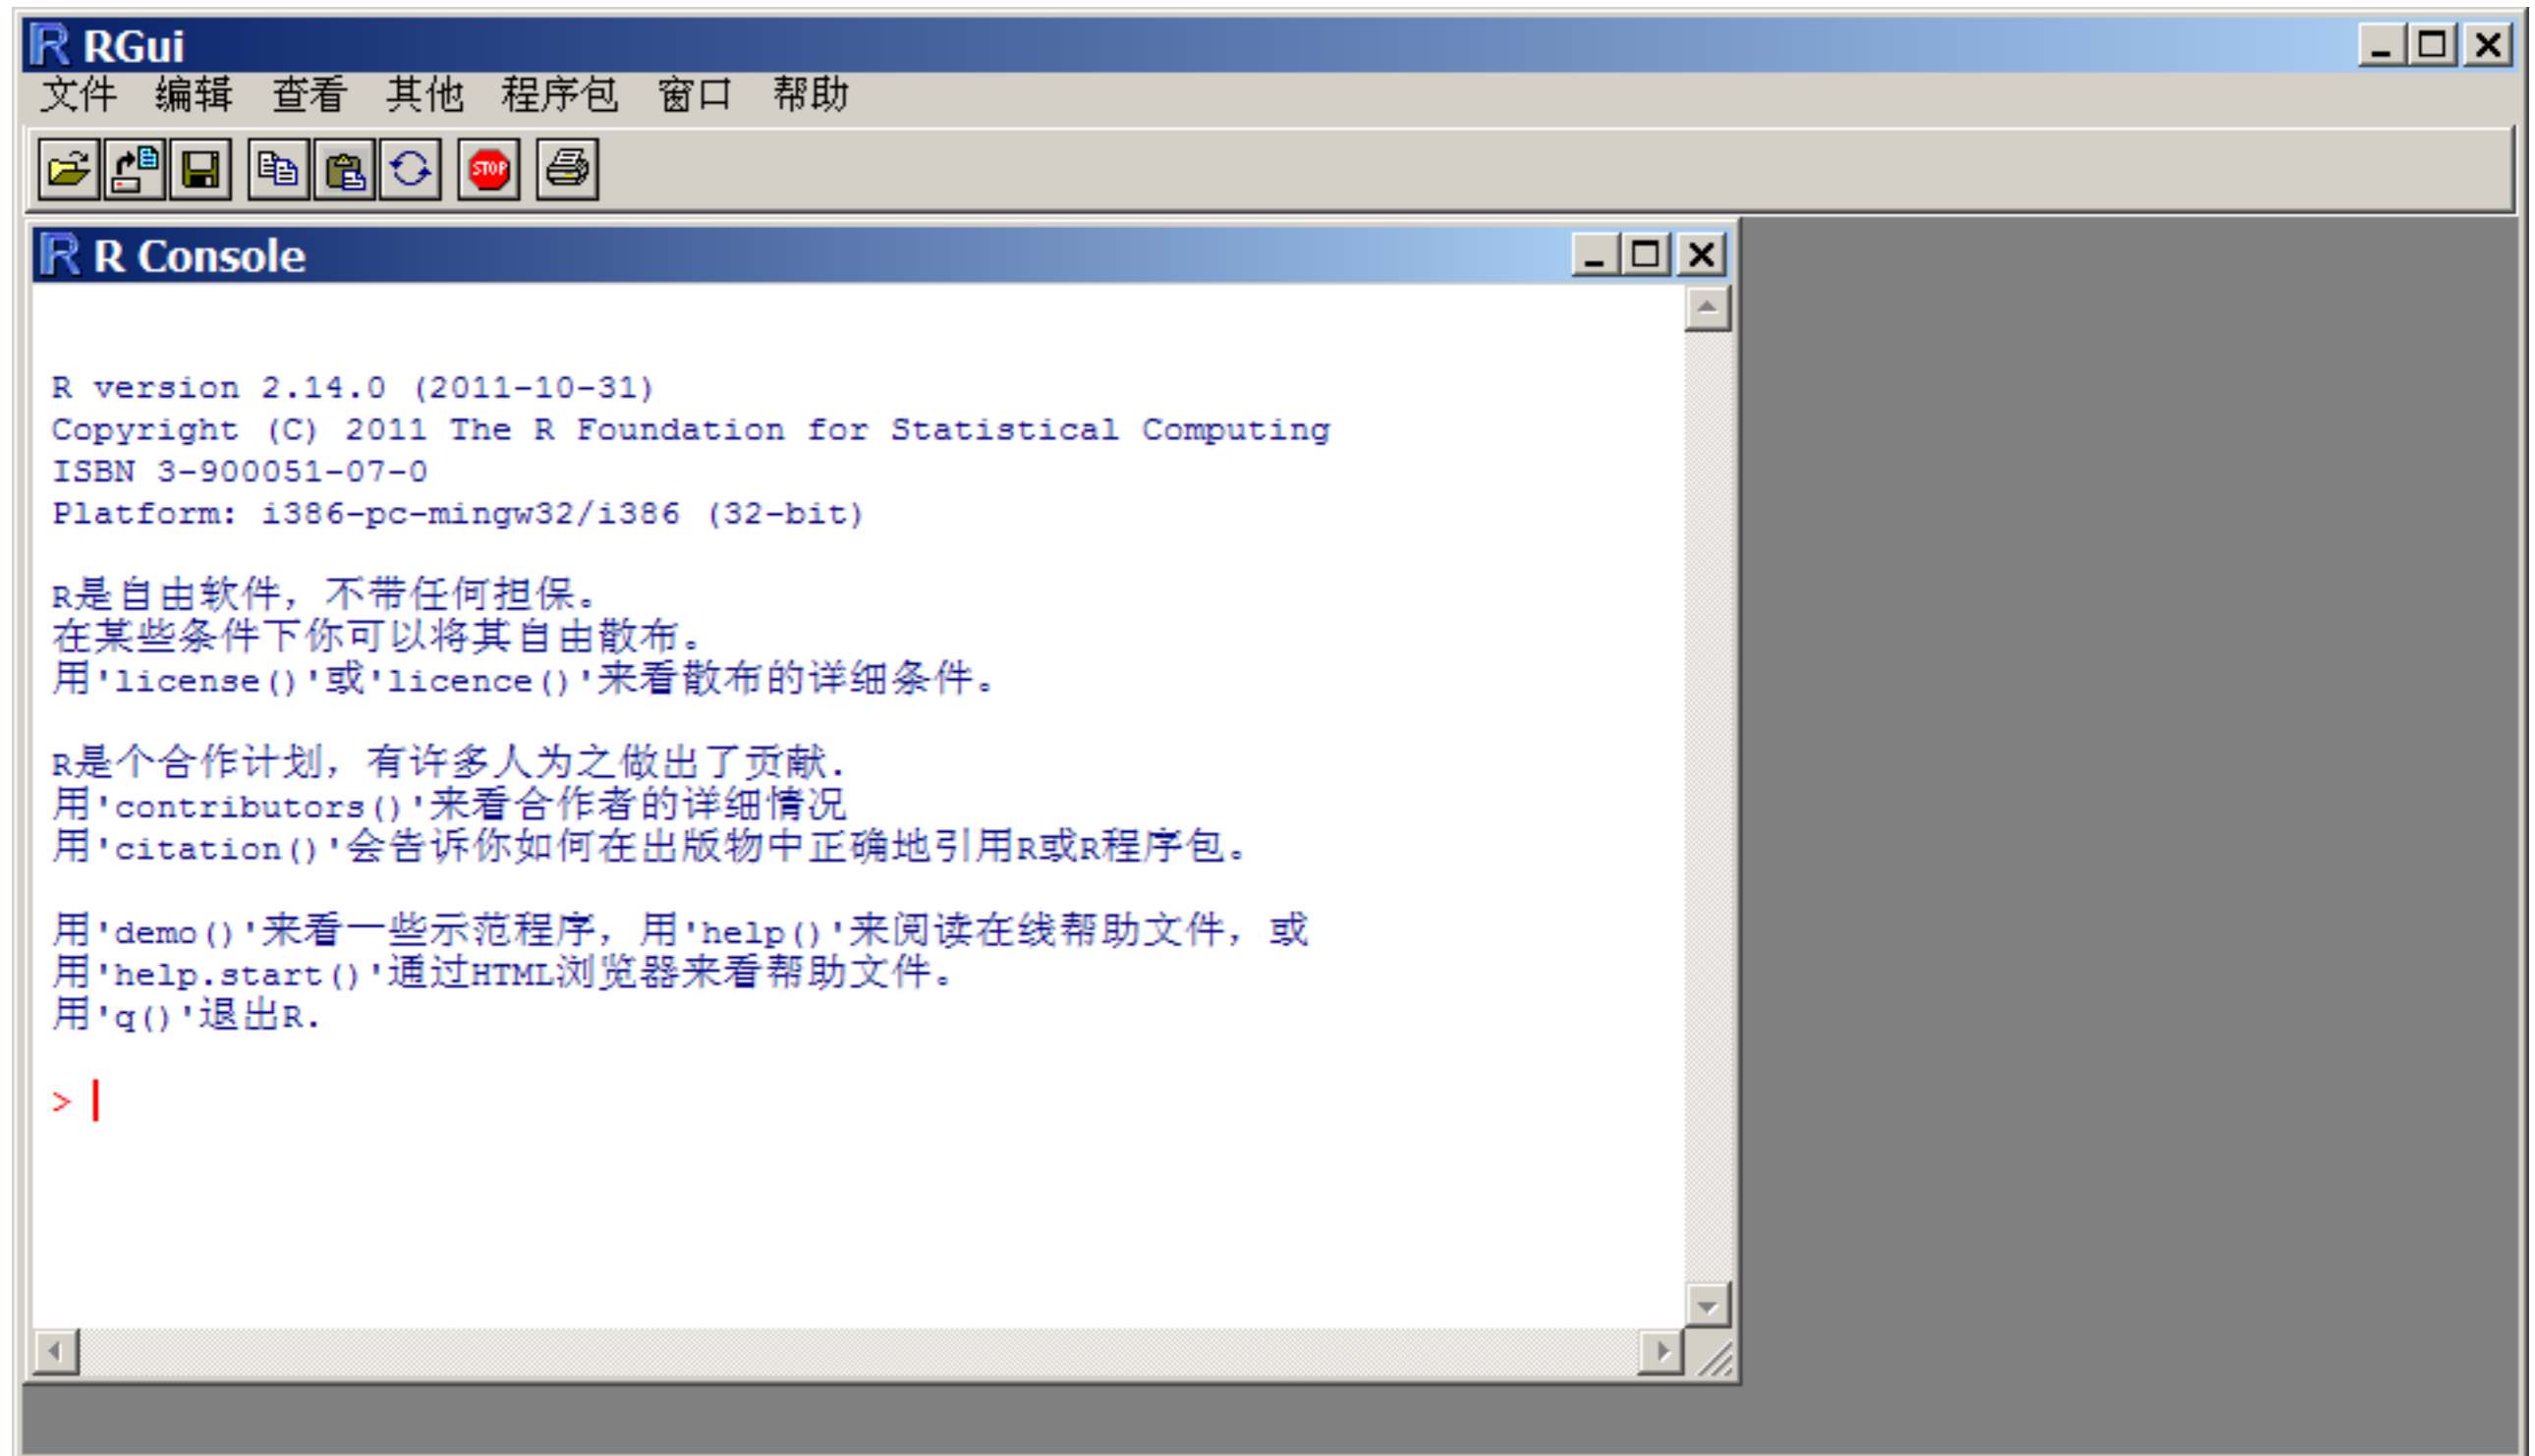 RGui
文件 编辑 查看 其他 程序包 窗口 帮助
STOP
R Console
R version 2.14.0 (2011-10-31)
Copyright (C) 2011 The R Foundation for Statistical Computing
ISBN 3-900051-07-0
Platform: i386-pc-mingw32/i386 (32-bit)
R是自由软件，不带任何担保。
在某些条件下你可以将其自由散布。
用'license()'或'licence()'来看散布的详细条件。
R是个合作计划，有许多人为之做出了贡献.
用'contributors()'来看合作者的详细情况
用'citation()'会告诉你如何在出版物中正确地引用R或R程序包。
用'demo()'来看一些示范程序，用'help()'来阅读在线帮助文件，或
用'help.start()'通过HTML浏览器来看帮助文件。
用'q()'退出R.
>